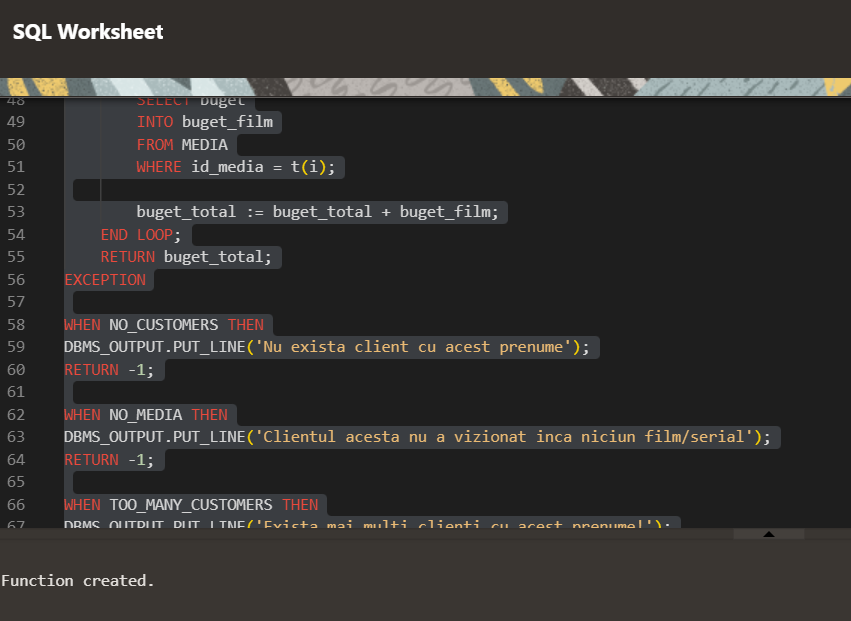 SQL Worksheet
48 SELECT buget
49 INTO buget_film
50 FROM MEDIA
51 WHERE id_media = t(i);
52
53 buget_total := buget_total + buget_film;
54 END LOOP;
55 RETURN buget_total;
56 EXCEPTION
57
58 WHEN NO_CUSTOMERS THEN
59 DBMS_OUTPUT.PUT_LINE('Nu exista client cu acest prenume');
60 RETURN -1;
61
62 WHEN NO_MEDIA THEN
63 DBMS_OUTPUT.PUT_LINE('Clientul acesta nu a vizionat inca niciun film/serial');
64 RETURN -1;
65
66 WHEN TOO_MANY_CUSTOMERS THEN
67 DBMS_OUTPUT.PUT_LINE('Exista mai multi clienti cu acest prenume!');
Function created.